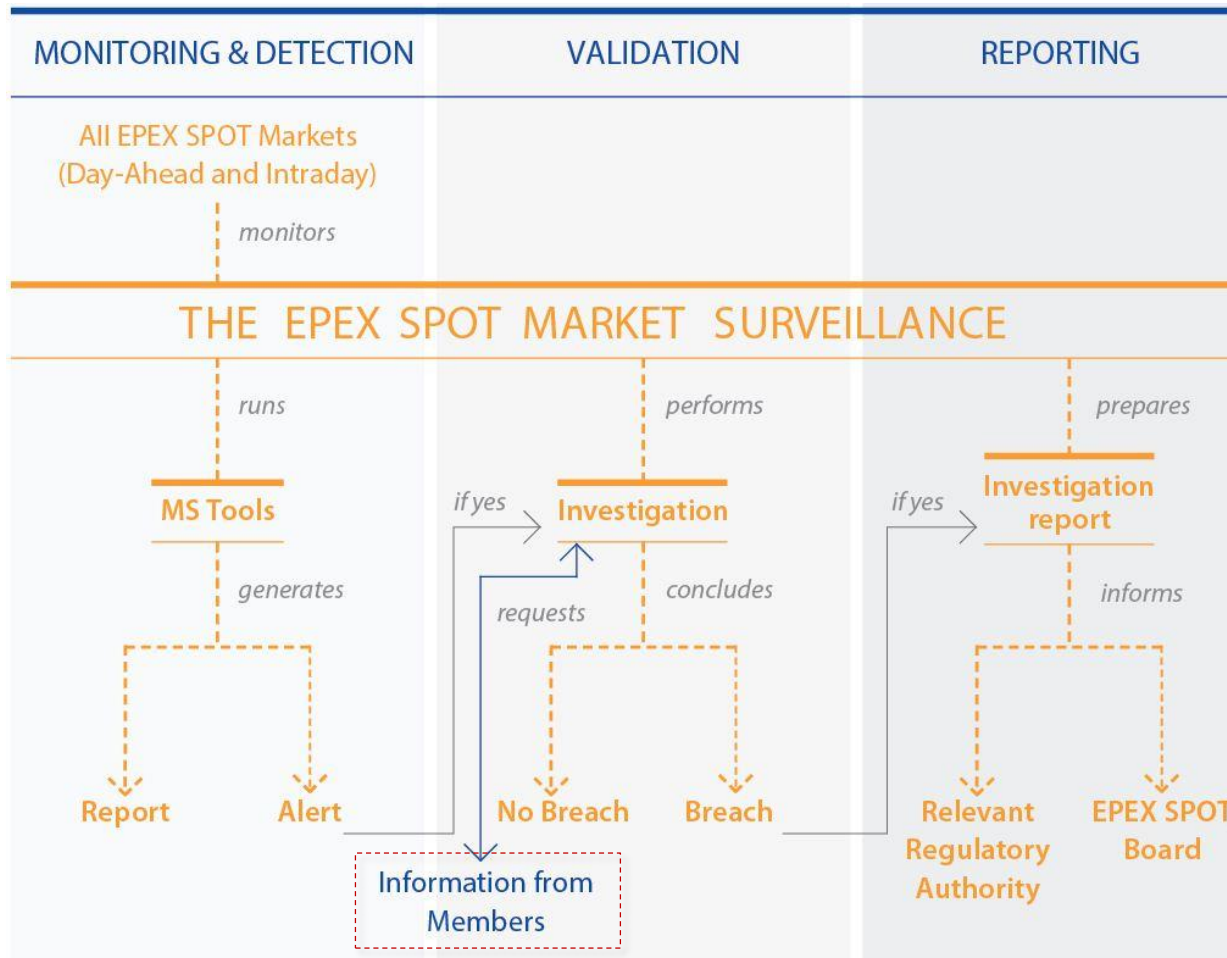 MONITORING & DETECTION
VALIDATION
REPORTING
All EPEX SPOT Markets
(Day-Ahead and Intraday)
monitors
THE EPEX SPOT MARKET SURVEILLANCE
runs
performs
prepares
MS Tools
if yes
Investigation
if yes
Investigation
report
generates
requests
concludes
informs
Report
Alert
No Breach
Breach
Relevant
Regulatory
Authority
EPEX SPOT
Board
Information from
Members